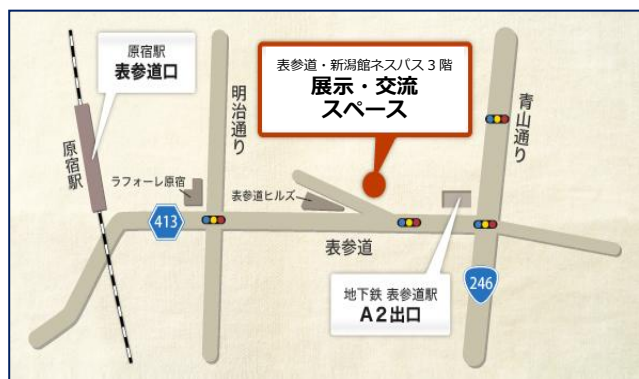 原宿駅
表参道口
原宿駅
明治通り
表参道・新潟館ネスパス３階
展示・交流
スペース
青山通り
ラフォーレ原宿
表参道ヒルズ
413
表参道
地下鉄 表参道駅
A2出口
246